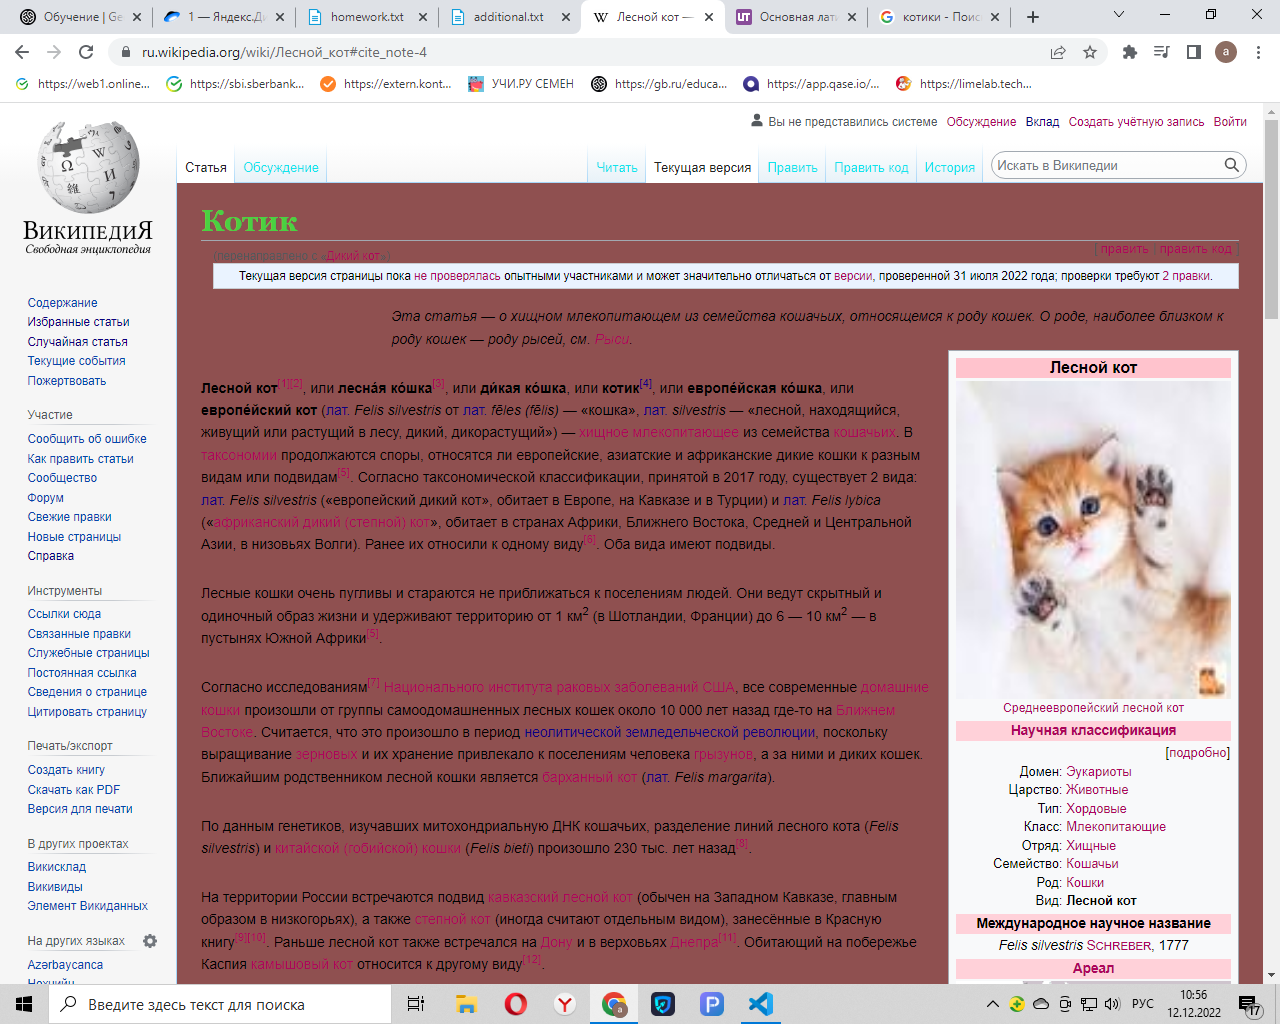 Обучение | Ge
1 — Яндекс.Ди
homework.txt
additional.txt
Лесной кот —
Основная лати
котики - Поис
ru.wikipedia.org/wiki/Лесной_кот#cite_note-4
a
https://web1.online...
https://sbi.sberbank...
https://extern.kont...
УЧИ.РУ СЕМЕН
https://gb.ru/educa...
https://app.qase.io/...
https://limelab.tech...
Вы не представились системе Обсуждение Вклад Создать учётную запись Войти
Статья Обсуждение Читать Текущая версия Править Править код История Искать в Википедии
ВикипедиЯ
Свободная энциклопедия
Содержание
Избранные статьи
Случайная статья
Текущие события
Пожертвовать
Участие
Сообщить об ошибке
Как править статьи
Сообщество
Форум
Свежие правки
Новые страницы
Справка
Инструменты
Ссылки сюда
Связанные правки
Служебные страницы
Постоянная ссылка
Сведения о странице
Цитировать страницу
Печать/экспорт
Создать книгу
Скачать как PDF
Версия для печати
В других проектах
Викисклад
Викивиды
Элемент Викиданных
На других языках
Azərbaycanca
Нохчийн
Котик
[ править | править код ]
(перенаправлено с «Дикий кот»)
Текущая версия страницы пока не проверялась опытными участниками и может значительно отличаться от версии, проверенной 31 июля 2022 года; проверки требуют 2 правки.
Эта статья — о хищном млекопитающем из семейства кошачьих, относящемся к роду кошек. О роде, наиболее близком к
роду кошек — роду рысей, см. Рыси.
Лесной кот[1][2], или лесна́я ко́шка[3], или ди́кая ко́шка, или котик[4], или европе́йская ко́шка, или
европе́йский кот (лат. Felis silvestris от лат. fēles (fēlis) — «кошка», лат. silvestris — «лесной, находящийся,
живущий или растущий в лесу, дикий, дикорастущий») — хищное млекопитающее из семейства кошачьих. В
таксономии продолжаются споры, относятся ли европейские, азиатские и африканские дикие кошки к разным
видам или подвидам[5]. Согласно таксономической классификации, принятой в 2017 году, существует 2 вида:
лат. Felis silvestris («европейский дикий кот», обитает в Европе, на Кавказе и в Турции) и лат. Felis lybica
(«африканский дикий (степной) кот», обитает в странах Африки, Ближнего Востока, Средней и Центральной
Азии, в низовьях Волги). Ранее их относили к одному виду[6]. Оба вида имеют подвиды.
Лесные кошки очень пугливы и стараются не приближаться к поселениям людей. Они ведут скрытный и
одиночный образ жизни и удерживают территорию от 1 км2 (в Шотландии, Франции) до 6 — 10 км2 — в
пустынях Южной Африки[5].
Согласно исследованиям[7] Национального института раковых заболеваний США, все современные домашние
кошки произошли от группы самоодомашненных лесных кошек около 10 000 лет назад где-то на Ближнем
Востоке. Считается, что это произошло в период неолитической земледельческой революции, поскольку
выращивание зерновых и их хранение привлекало к поселениям человека грызунов, а за ними и диких кошек.
Ближайшим родственником лесной кошки является барханный кот (лат. Felis margarita).
По данным генетиков, изучавших митохондриальную ДНК кошачьих, разделение линий лесного кота (Felis
silvestris) и китайской (гобийской) кошки (Felis bieti) произошло 230 тыс. лет назад[8].
На территории России встречаются подвид кавказский лесной кот (обычен на Западном Кавказе, главным
образом в низкогорьях), а также степной кот (иногда считают отдельным видом), занесённые в Красную
книгу[9][10]. Раньше лесной кот также встречался на Дону и в верховьях Днепра[11]. Обитающий на побережье
Каспия камышовый кот относится к другому виду[12].
Лесной кот
Среднеевропейский лесной кот
Научная классификация
[подробно]
Домен: Эукариоты
Царство: Животные
Тип: Хордовые
Класс: Млекопитающие
Отряд: Хищные
Семейство: Кошачьи
Род: Кошки
Вид: Лесной кот
Международное научное название
Felis silvestris Schreber, 1777
Ареал
Введите здесь текст для поиска
РУС
10:56
12.12.2022
17